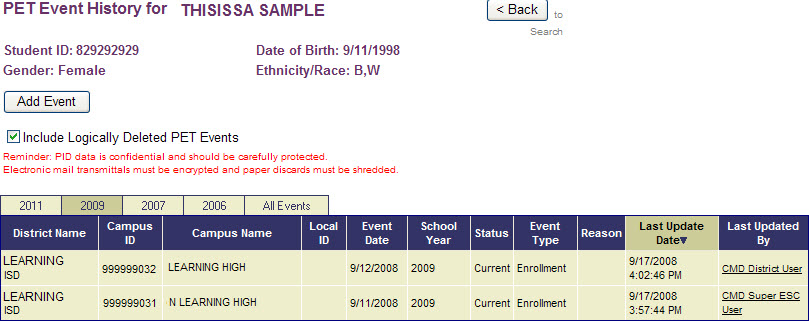 PET Event History for THISISSA SAMPLE
< Back to
Search
Student ID: 829292929 Date of Birth: 9/11/1998
Gender: Female Ethnicity/Race: B,W
Add Event
Include Logically Deleted PET Events
Reminder: PID data is confidential and should be carefully protected.
Electronic mail transmittals must be encrypted and paper discards must be shredded.
2011 2009 2007 2006 All Events
District Name Campus ID Campus Name Local ID Event Date School Year Status Event Type Reason Last Update Date▼ Last Updated By
LEARNING ISD 999999032 LEARNING HIGH 9/12/2008 2009 Current Enrollment 9/17/2008 4:02:46 PM CMD District User
LEARNING ISD 999999031 N LEARNING HIGH 9/11/2008 2009 Current Enrollment 9/17/2008 3:57:44 PM CMD Super ESC User